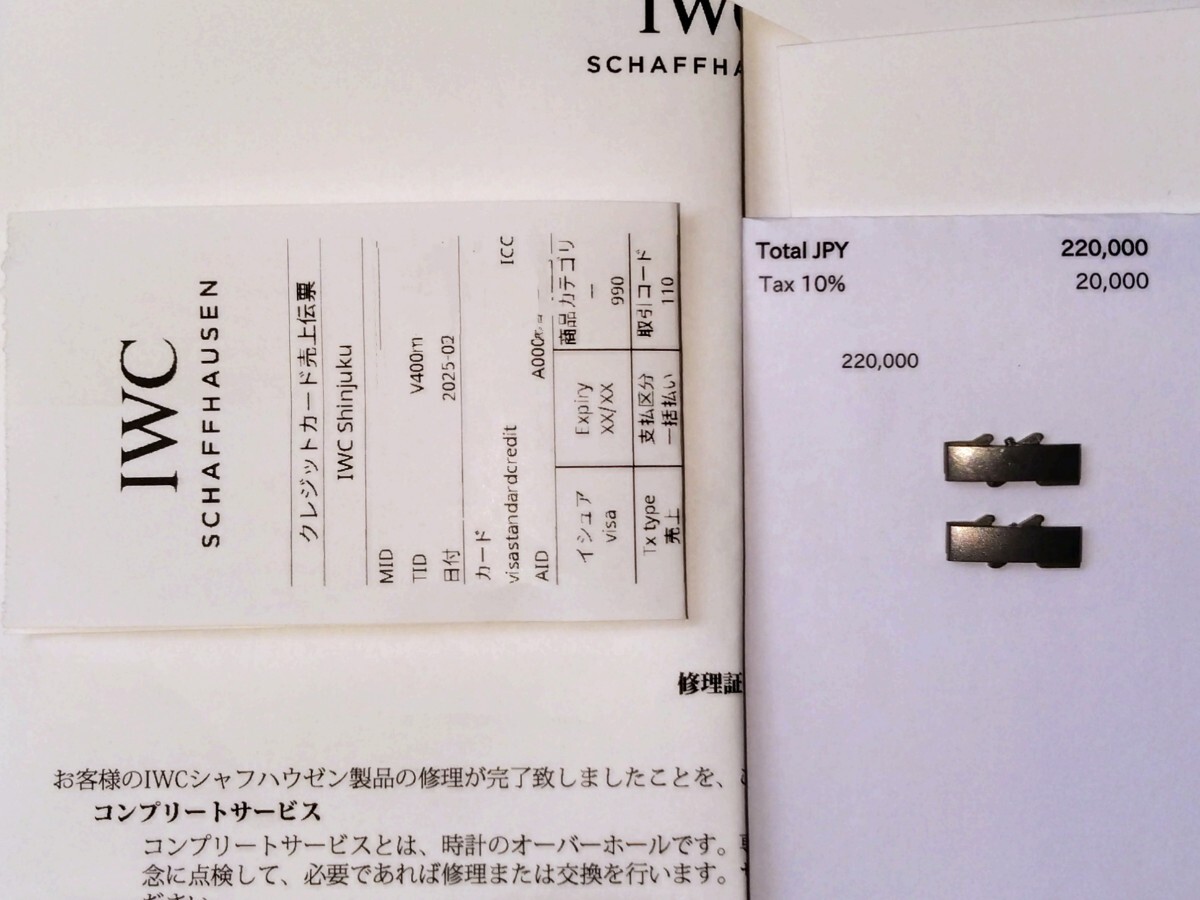 IWC
SCHAFFHA
IWC
SCHAFFHAUSEN
クレジットカード売上伝票
IWC Shinjuku
MID
TID V400m
日付 2025-02
カード ICC
visastandardcredit
AID A000
イシュア Expiry 商品カテゴリ
visa XX/XX ー 990
Tx type 支払区分 取引コード
売上 一括払い 110
Total JPY 220,000
Tax 10% 20,000
220,000
修理証
お客様のIWCシャフハウゼン製品の修理が完了致しましたことを、
コンプリートサービス
コンプリートサービスとは、時計のオーバーホールです。
念に点検して、必要であれば修理または交換を行います。